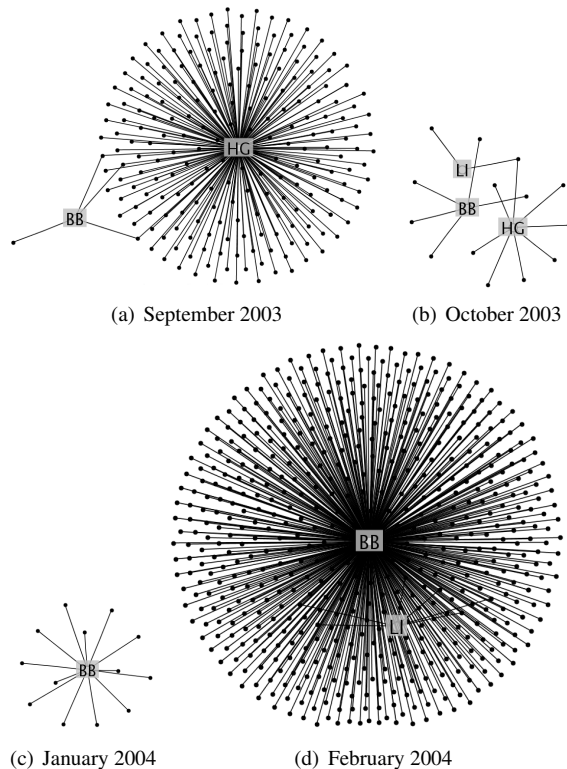 HG
BB
(a) September 2003
LI
BB
HG
(b) October 2003
BB
(c) January 2004
BB
LI
(d) February 2004